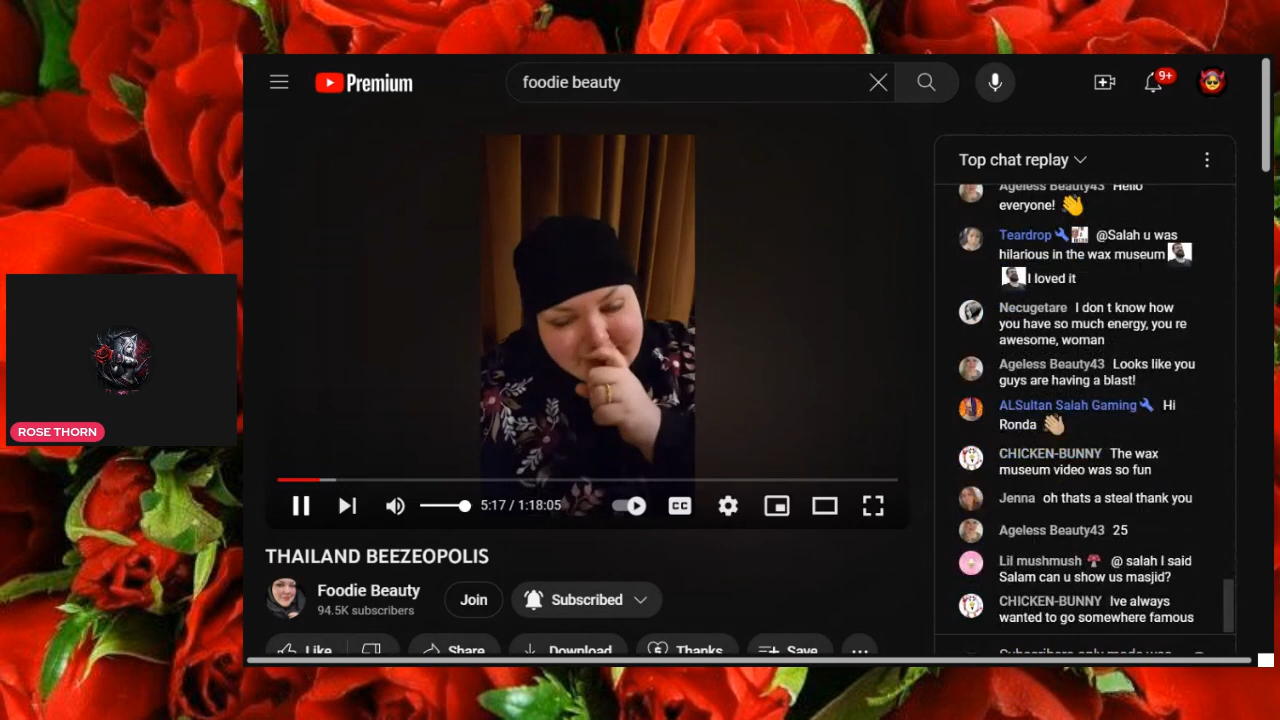 Premium
foodie beauty
9+
Top chat replay
Ageless Beauty43 Hello
everyone!
Teardrop @Salah u was
hilarious in the wax museum
I loved it
Necugetare I don t know how
you have so much energy, you re
awesome, woman
Ageless Beauty43 Looks like you
guys are having a blast!
ALSultan Salah Gaming Hi
Ronda
CHICKEN-BUNNY The wax
museum video was so fun
Jenna oh thats a steal thank you
Ageless Beauty43 25
Lil mushmush @ salah I said
Salam can u show us masjid?
CHICKEN-BUNNY Ive always
wanted to go somewhere famous
Subscribers-only mode was
ROSE THORN
5:17 / 1:18:05
CC
THAILAND BEEZEOPOLIS
Foodie Beauty
94.5K subscribers
Join
Subscribed
Like
Share
Download
Thanks
Save